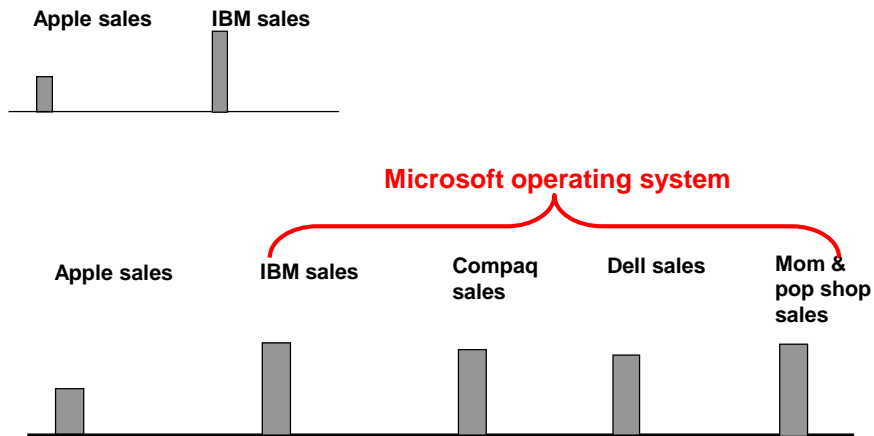 Apple sales
IBM sales
Microsoft operating system
Apple sales
IBM sales
Compaq
sales
Dell sales
Mom &
pop shop
sales